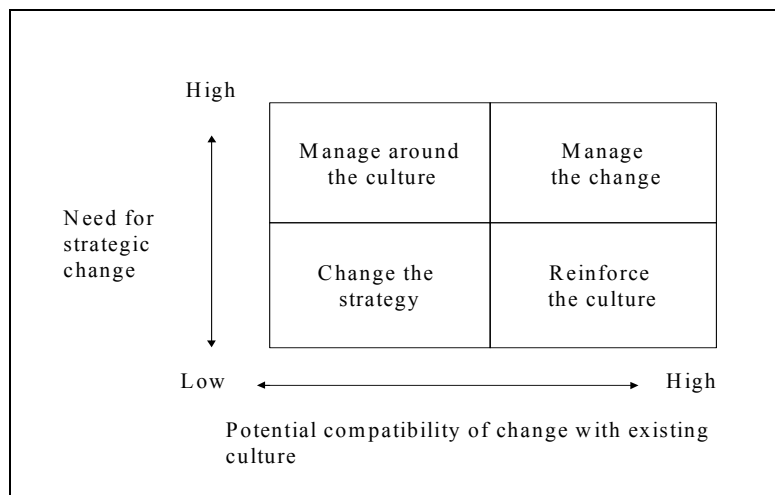 High
Manage around
the culture
Manage
the change
Need for
strategic
change
Change the
strategy
Reinforce
the culture
Low
High
Potential compatibility of change with existing
culture